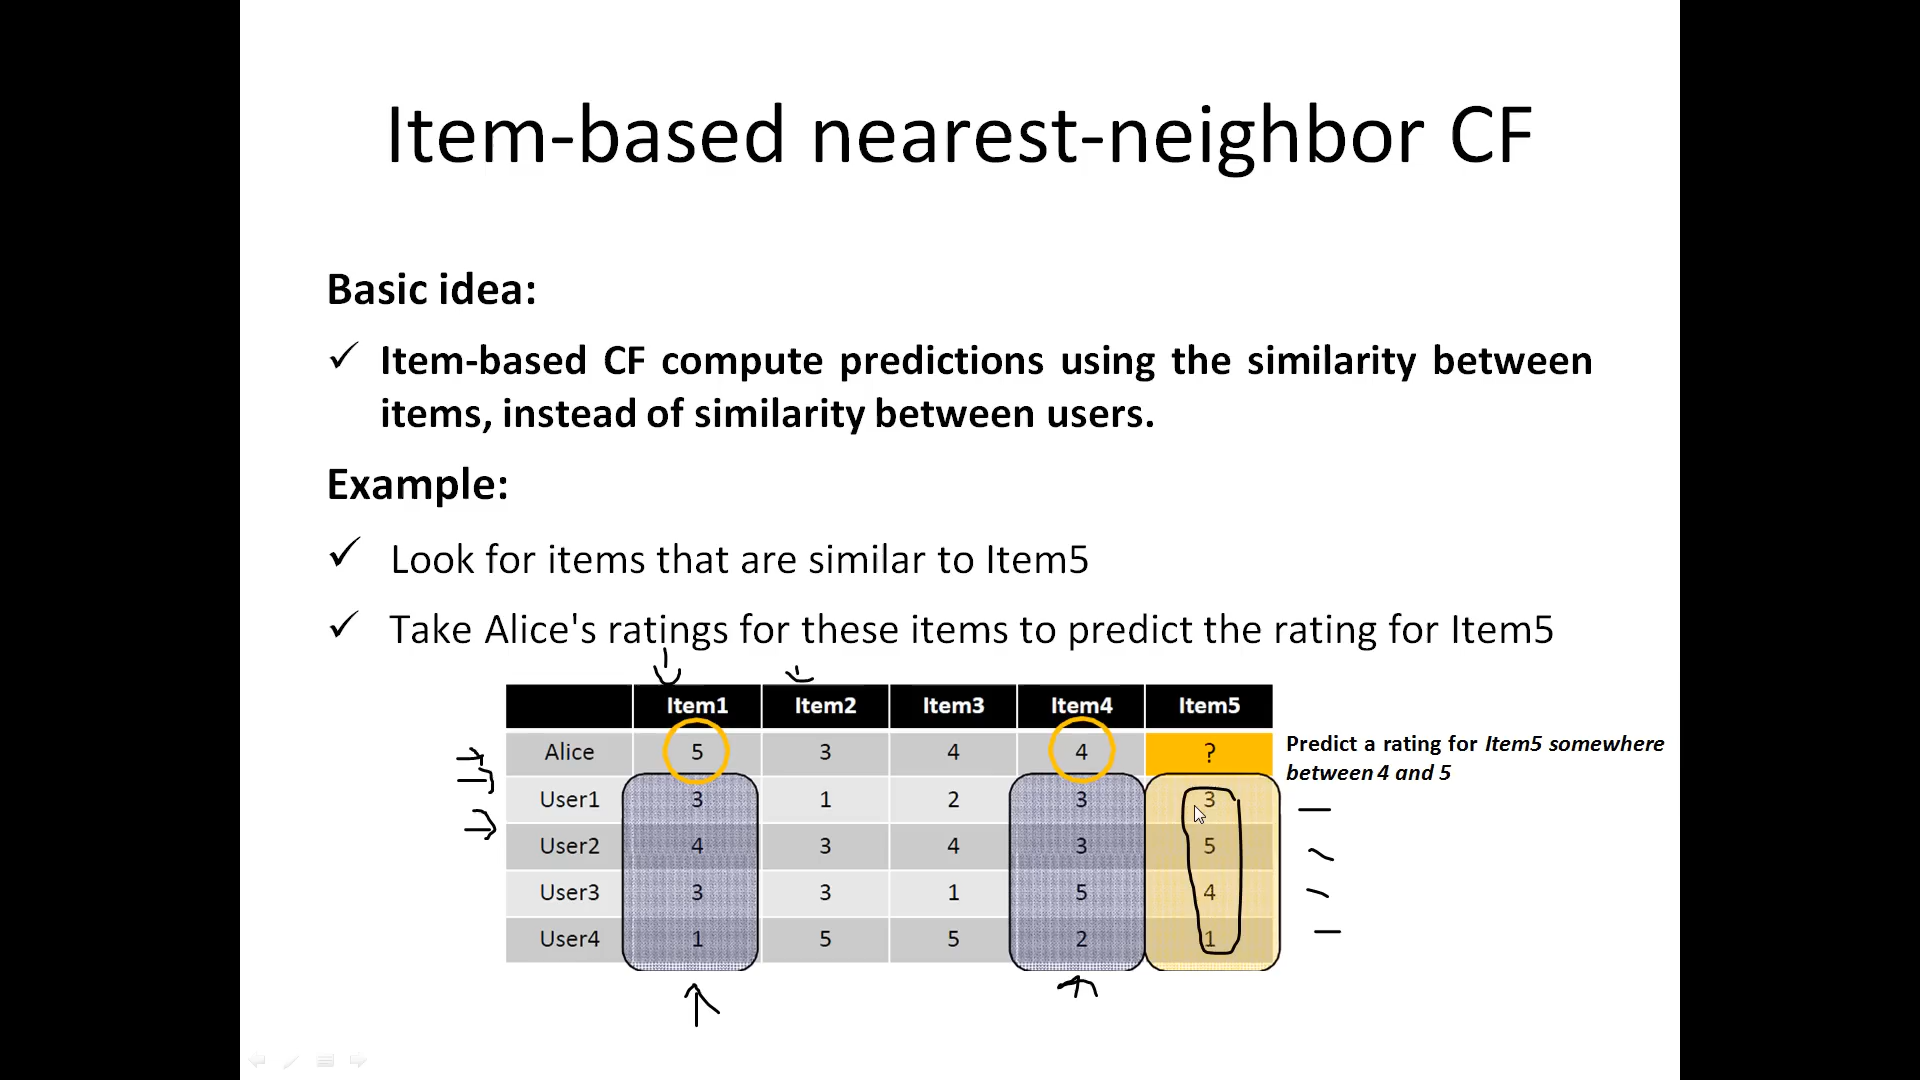 Item-based nearest-neighbor CF
Basic idea:
✓ Item-based CF compute predictions using the similarity between
items, instead of similarity between users.
Example:
✓ Look for items that are similar to Item5
✓ Take Alice's ratings for these items to predict the rating for Item5
Item1 Item2 Item3 Item4 Item5
Alice 5 3 4 4 ?
User1 3 1 2 3 3
User2 4 3 4 3 5
User3 3 3 1 5 4
User4 1 5 5 2 1
Predict a rating for Item5 somewhere
between 4 and 5